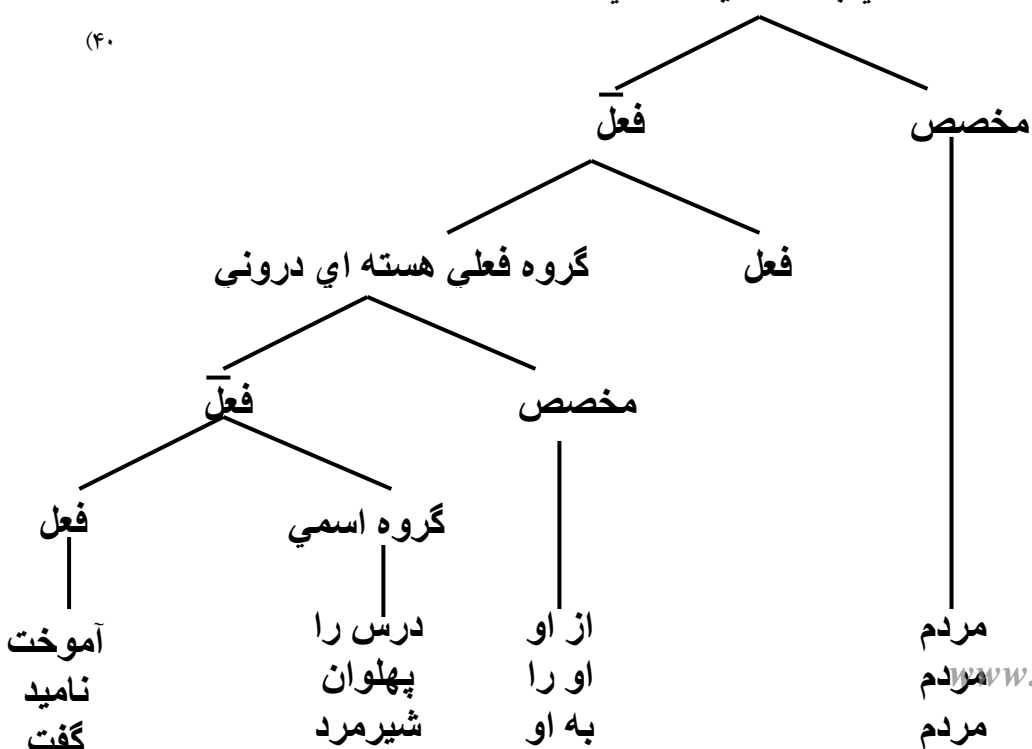 (۴۰
مخصص فعل
فعل گروه فعلي هسته اي دروني
مخصص فعل
گروه اسمي فعل
مردم از او درس را آموخت
مردم او را پهلوان ناميد
مردم به او شيرمرد گفت
www.